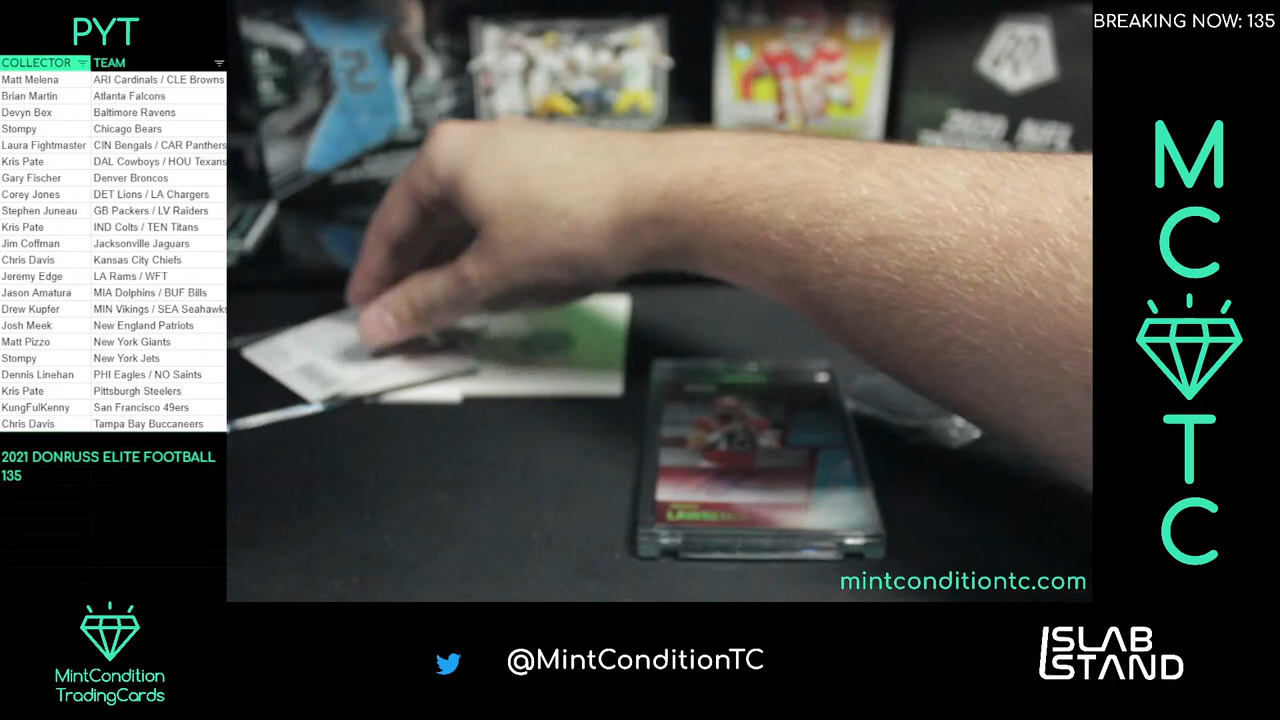 PYT
COLLECTOR TEAM
Matt Melena ARI Cardinals / CLE Browns
Brian Martin Atlanta Falcons
Devyn Bex Baltimore Ravens
Stompy Chicago Bears
Laura Fightmaster CIN Bengals / CAR Panthers
Kris Pate DAL Cowboys / HOU Texans
Gary Fischer Denver Broncos
Corey Jones DET Lions / LA Chargers
Stephen Juneau GB Packers / LV Raiders
Kris Pate IND Colts / TEN Titans
Jim Coffman Jacksonville Jaguars
Chris Davis Kansas City Chiefs
Jeremy Edge LA Rams / WFT
Jason Amatura MIA Dolphins / BUF Bills
Drew Kupfer MIN Vikings / SEA Seahawks
Josh Meek New England Patriots
Matt Pizzo New York Giants
Stompy New York Jets
Dennis Linehan PHI Eagles / NO Saints
Kris Pate Pittsburgh Steelers
KungFulKenny San Francisco 49ers
Chris Davis Tampa Bay Buccaneers
2021 DONRUSS ELITE FOOTBALL
135
BREAKING NOW: 135
20
2020 NFL
M
C
T
C
mintconditiontc.com
MintCondition
TradingCards
@MintConditionTC
SLAB
STAND